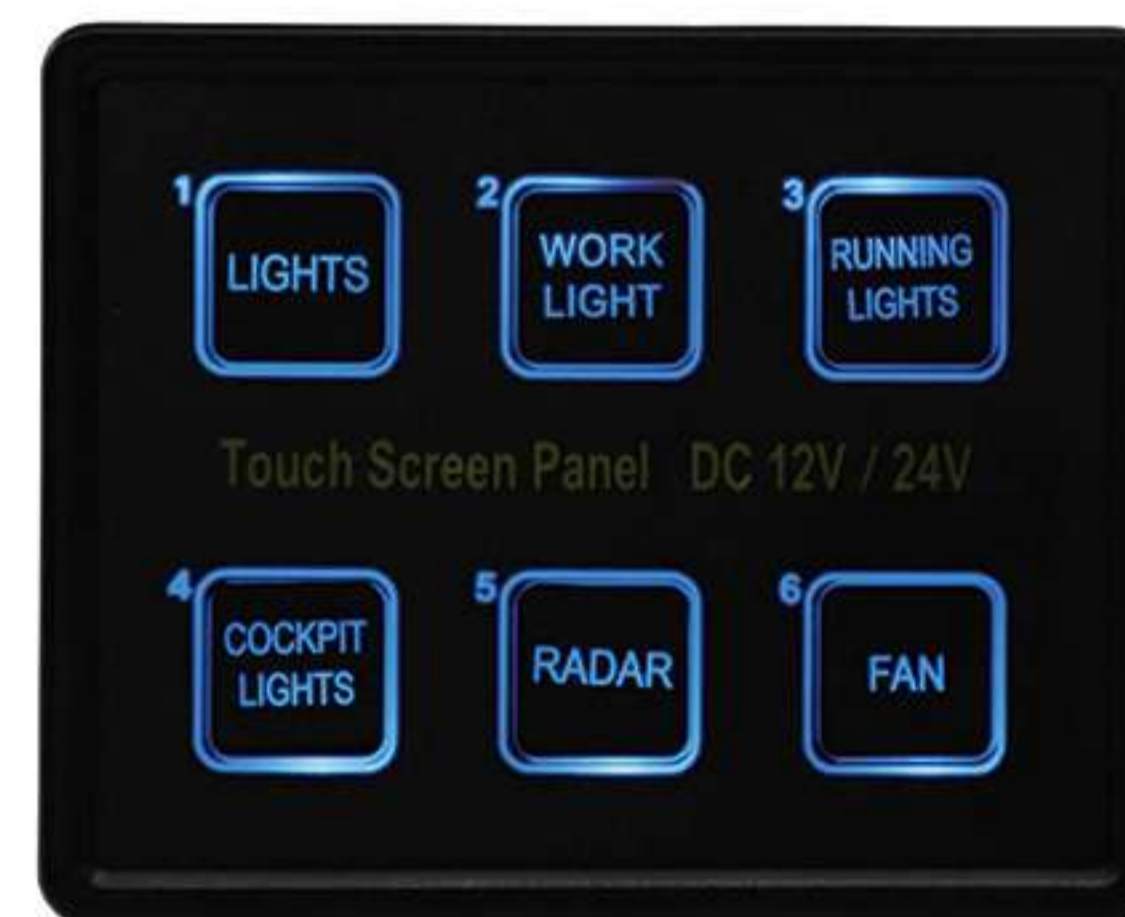 1 LIGHTS
2 WORK
LIGHT
3 RUNNING
LIGHTS
Touch Screen Panel DC 12V / 24V
4 COCKPIT
LIGHTS
5 RADAR
6 FAN